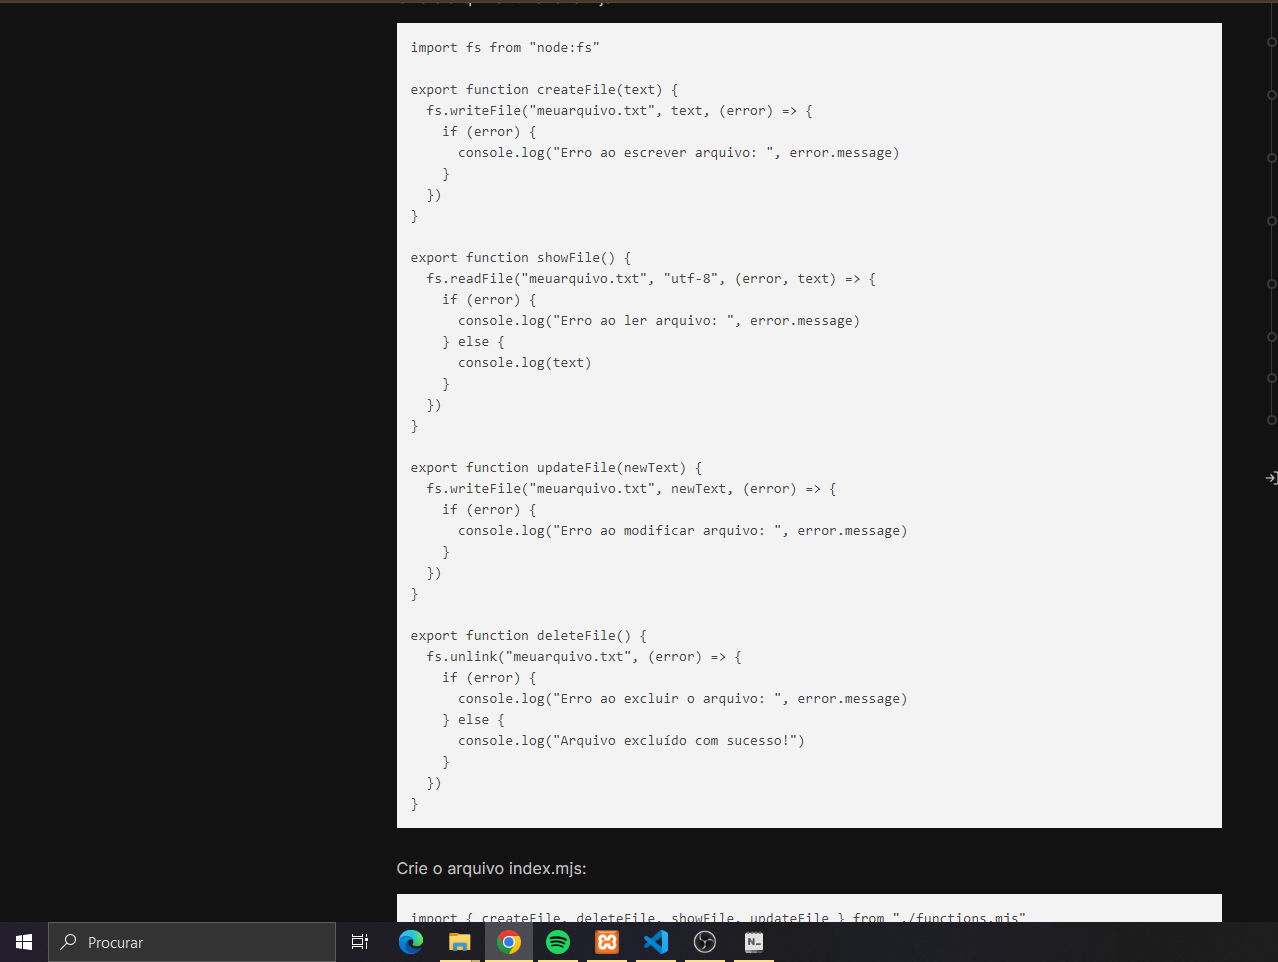 import fs from "node:fs"
export function createFile(text) {
fs.writeFile("meuarquivo.txt", text, (error) => {
if (error) {
console.log("Erro ao escrever arquivo: ", error.message)
}
})
}
export function showFile() {
fs.readFile("meuarquivo.txt", "utf-8", (error, text) => {
if (error) {
console.log("Erro ao ler arquivo: ", error.message)
} else {
console.log(text)
}
})
}
export function updateFile(newText) {
fs.writeFile("meuarquivo.txt", newText, (error) => {
if (error) {
console.log("Erro ao modificar arquivo: ", error.message)
}
})
}
export function deleteFile() {
fs.unlink("meuarquivo.txt", (error) => {
if (error) {
console.log("Erro ao excluir o arquivo: ", error.message)
} else {
console.log("Arquivo excluído com sucesso!")
}
})
}
Crie o arquivo index.mjs:
import { createFile, deleteFile, showFile, updateFile } from "./functions.mjs"
Procurar
N_